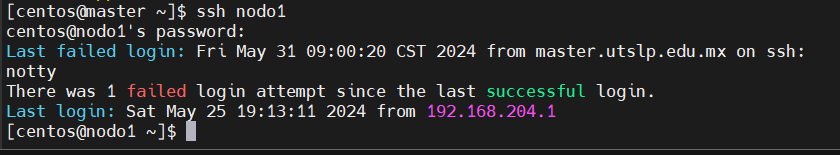 [centos@master ~]$ ssh nodo1
centos@nodo1's password:
Last failed login: Fri May 31 09:00:20 CST 2024 from master.utslp.edu.mx on ssh:
notty
There was 1 failed login attempt since the last successful login.
Last login: Sat May 25 19:13:11 2024 from 192.168.204.1
[centos@nodo1 ~]$